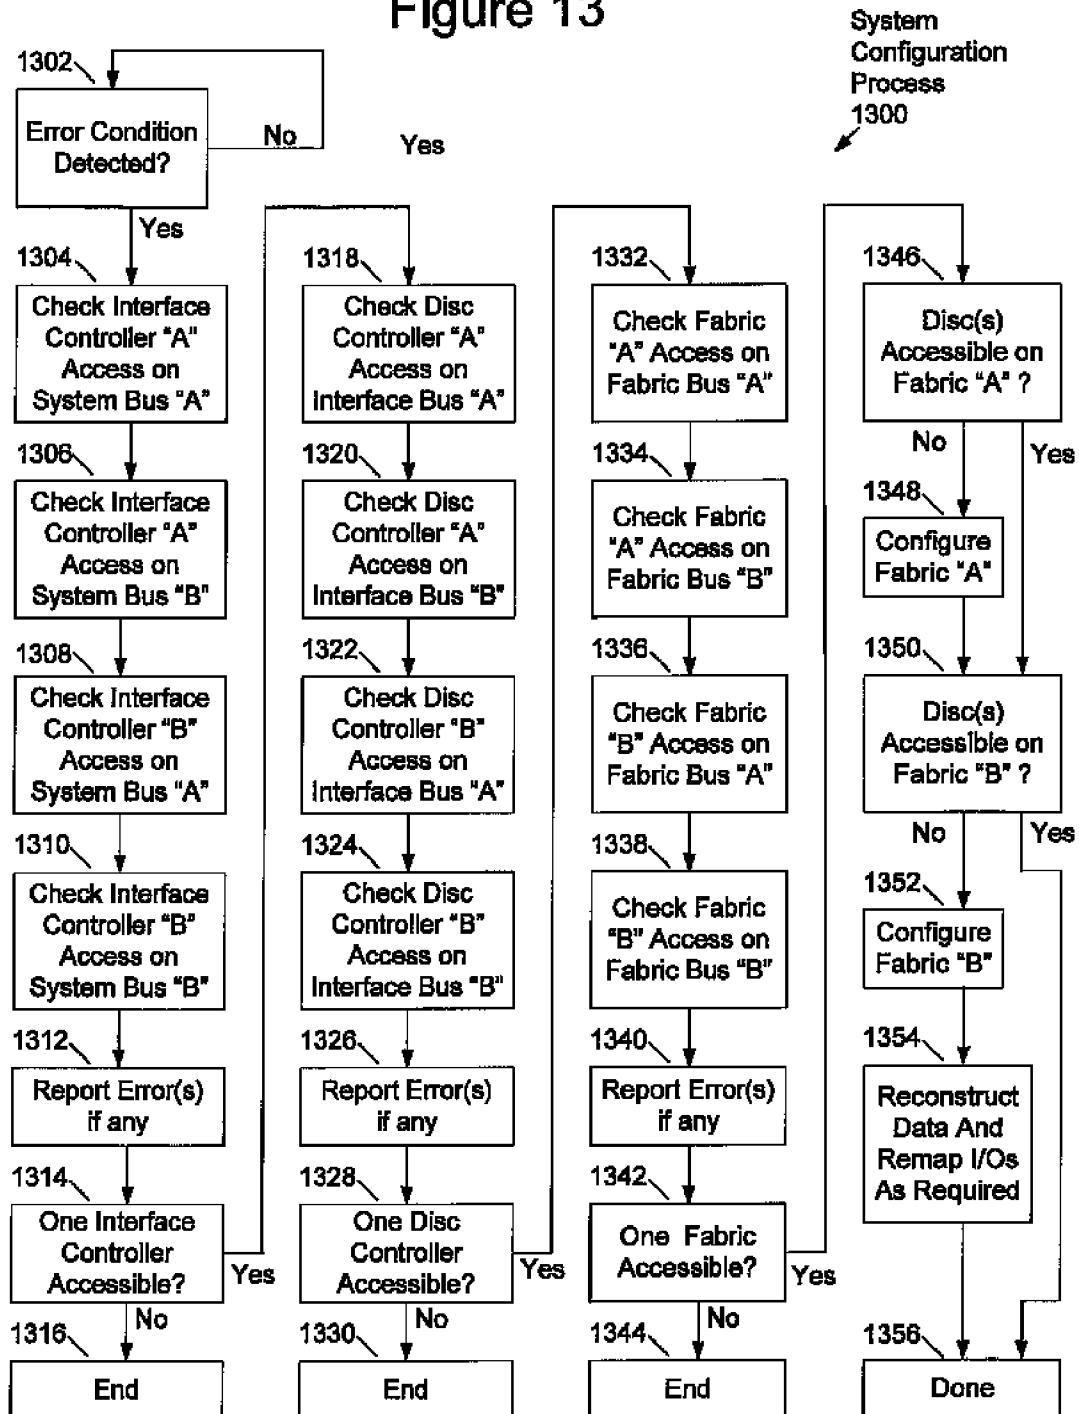 Figure 13
System
Configuration
Process
1300
1302
Error Condition
Detected?
No
Yes
Yes
1304
Check Interface
Controller "A"
Access on
System Bus "A"
1306
Check Interface
Controller "A"
Access on
System Bus "B"
1308
Check Interface
Controller "B"
Access on
System Bus "A"
1310
Check Interface
Controller "B"
Access on
System Bus "B"
1312
Report Error(s)
if any
1314
One Interface
Controller
Accessible?
Yes
No
1316
End
1318
Check Disc
Controller "A"
Access on
Interface Bus "A"
1320
Check Disc
Controller "A"
Access on
Interface Bus "B"
1322
Check Disc
Controller "B"
Access on
Interface Bus "A"
1324
Check Disc
Controller "B"
Access on
Interface Bus "B"
1326
Report Error(s)
if any
1328
One Disc
Controller
Accessible?
Yes
No
1330
End
1332
Check Fabric
"A" Access on
Fabric Bus "A"
1334
Check Fabric
"A" Access on
Fabric Bus "B"
1336
Check Fabric
"B" Access on
Fabric Bus "A"
1338
Check Fabric
"B" Access on
Fabric Bus "B"
1340
Report Error(s)
if any
1342
One Fabric
Accessible?
Yes
No
1344
End
1346
Disc(s)
Accessible on
Fabric "A" ?
No
Yes
1348
Configure
Fabric "A"
1350
Disc(s)
Accessible on
Fabric "B" ?
No
Yes
1352
Configure
Fabric "B"
1354
Reconstruct
Data And
Remap I/Os
As Required
1356
Done